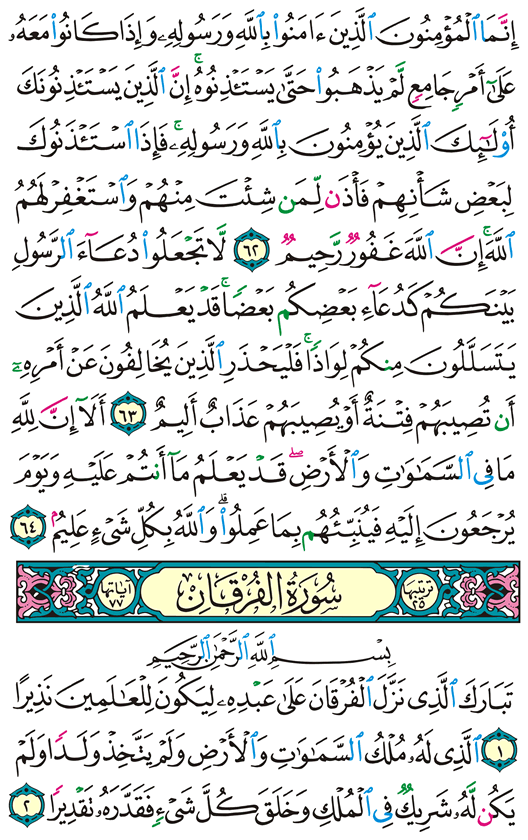 إِنَّمَا ٱلْمُؤْمِنُونَ ٱلَّذِينَ ءَامَنُوا۟ بِٱللَّهِ وَرَسُولِهِۦ وَإِذَا كَانُوا۟ مَعَهُۥ
عَلَىٰٓ أَمْرٍ جَامِعٍ لَّمْ يَذْهَبُوا۟ حَتَّىٰ يَسْتَـْٔذِنُوهُ ۚ إِنَّ ٱلَّذِينَ يَسْتَـْٔذِنُونَكَ
أُو۟لَـٰٓئِكَ ٱلَّذِينَ يُؤْمِنُونَ بِٱللَّهِ وَرَسُولِهِۦ ۚ فَإِذَا ٱسْتَـْٔذَنُوكَ
لِبَعْضِ شَأْنِهِمْ فَأْذَن لِّمَن شِئْتَ مِنْهُمْ وَٱسْتَغْفِرْ لَهُمُ
ٱللَّهَ ۚ إِنَّ ٱللَّهَ غَفُورٌ رَّحِيمٌ ٦٢ لَّا تَجْعَلُوا۟ دُعَآءَ ٱلرَّسُولِ
بَيْنَكُمْ كَدُعَآءِ بَعْضِكُم بَعْضًا ۚ قَدْ يَعْلَمُ ٱللَّهُ ٱلَّذِينَ
يَتَسَلَّلُونَ مِنكُمْ لِوَاذًا ۚ فَلْيَحْذَرِ ٱلَّذِينَ يُخَالِفُونَ عَنْ أَمْرِهِۦٓ
أَن تُصِيبَهُمْ فِتْنَةٌ أَوْ يُصِيبَهُمْ عَذَابٌ أَلِيمٌ ٦٣ أَلَآ إِنَّ لِلَّهِ
مَا فِى ٱلسَّمَـٰوَٰتِ وَٱلْأَرْضِ ۖ قَدْ يَعْلَمُ مَآ أَنتُمْ عَلَيْهِ وَيَوْمَ
يُرْجَعُونَ إِلَيْهِ فَيُنَبِّئُهُم بِمَا عَمِلُوا۟ ۗ وَٱللَّهُ بِكُلِّ شَىْءٍ عَلِيمٌۢ ٦٤
ترتيبها ٢٥ سُورَةُ الفُرْقَانِ آياتها ٧٧
بِسْمِ ٱللَّهِ ٱلرَّحْمَـٰنِ ٱلرَّحِيمِ
تَبَارَكَ ٱلَّذِى نَزَّلَ ٱلْفُرْقَانَ عَلَىٰ عَبْدِهِۦ لِيَكُونَ لِلْعَـٰلَمِينَ نَذِيرًا
١ ٱلَّذِى لَهُۥ مُلْكُ ٱلسَّمَـٰوَٰتِ وَٱلْأَرْضِ وَلَمْ يَتَّخِذْ وَلَدًا وَلَمْ
يَكُن لَّهُۥ شَرِيكٌ فِى ٱلْمُلْكِ وَخَلَقَ كُلَّ شَىْءٍ فَقَدَّرَهُۥ تَقْدِيرًا ٢